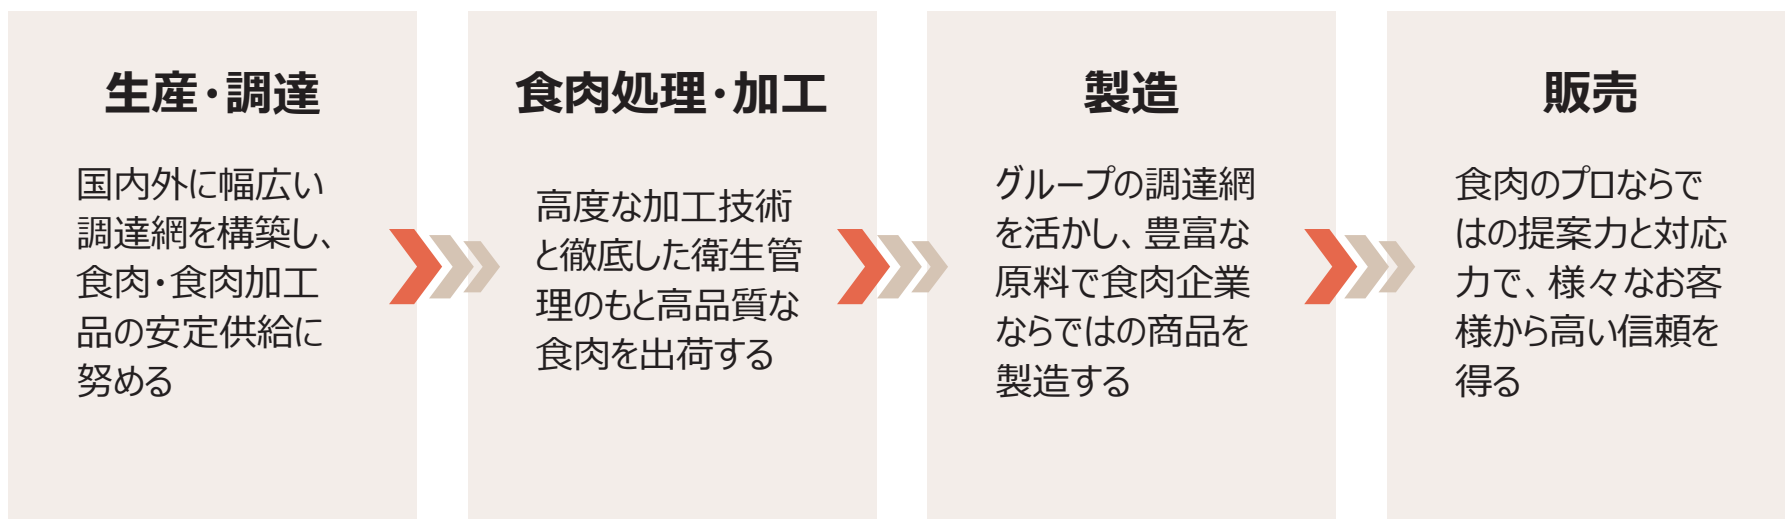 生産・調達
国内外に幅広い
調達網を構築し、
食肉・食肉加工
品の安定供給に
努める
食肉処理・加工
高度な加工技術
と徹底した衛生管
理のもと高品質な
食肉を出荷する
製造
グループの調達網
を活かし、豊富な
原料で食肉企業
ならではの商品を
製造する
販売
食肉のプロならで
はの提案力と対応
力で、様々なお客
様から高い信頼を
得る